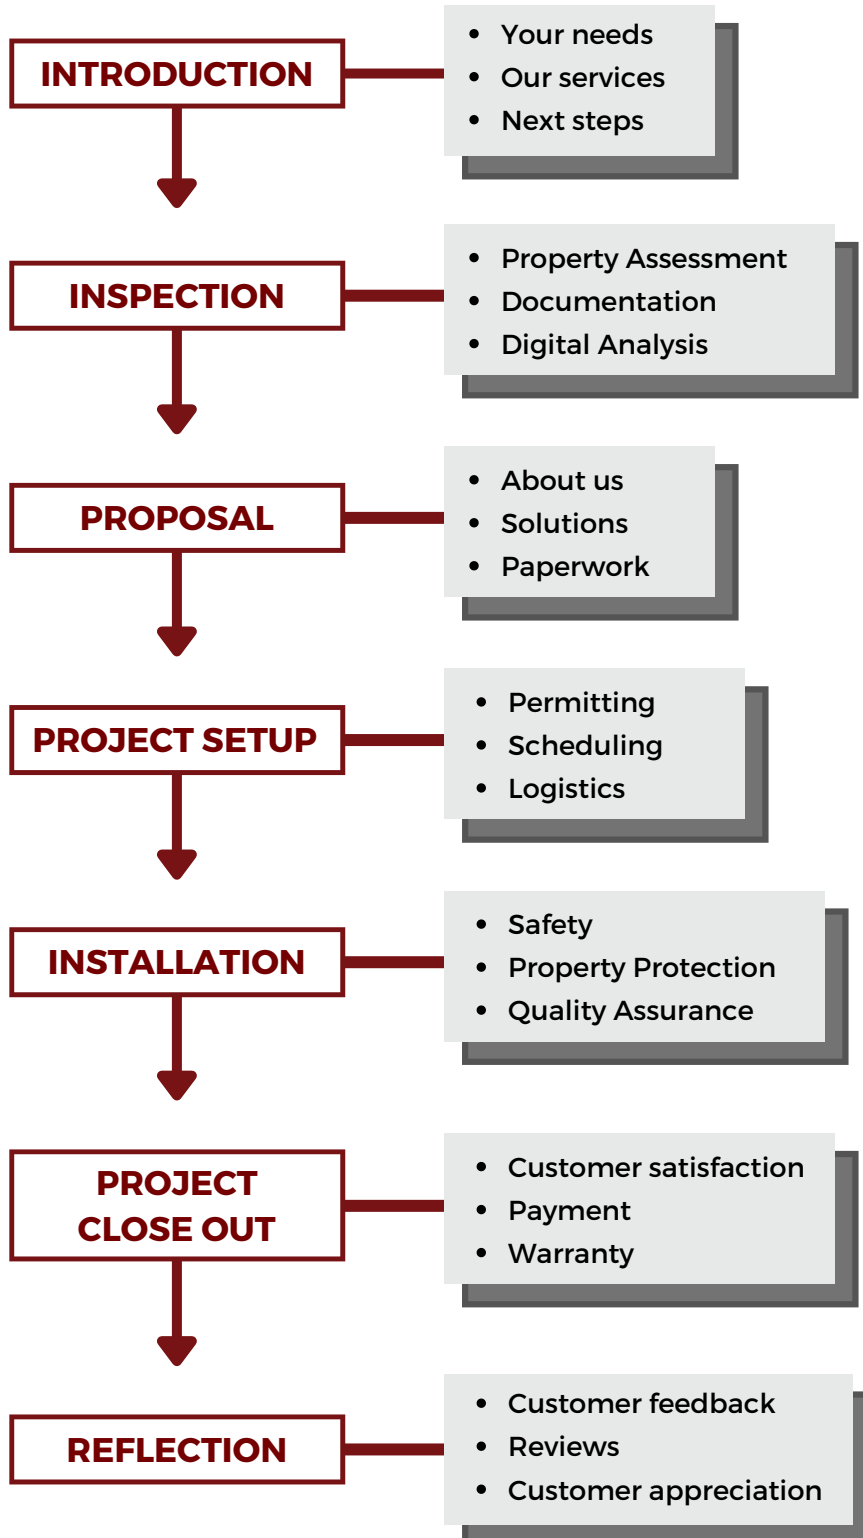 INTRODUCTION
• Your needs
• Our services
• Next steps
INSPECTION
• Property Assessment
• Documentation
• Digital Analysis
PROPOSAL
• About us
• Solutions
• Paperwork
PROJECT SETUP
• Permitting
• Scheduling
• Logistics
INSTALLATION
• Safety
• Property Protection
• Quality Assurance
PROJECT
CLOSE OUT
• Customer satisfaction
• Payment
• Warranty
REFLECTION
• Customer feedback
• Reviews
• Customer appreciation